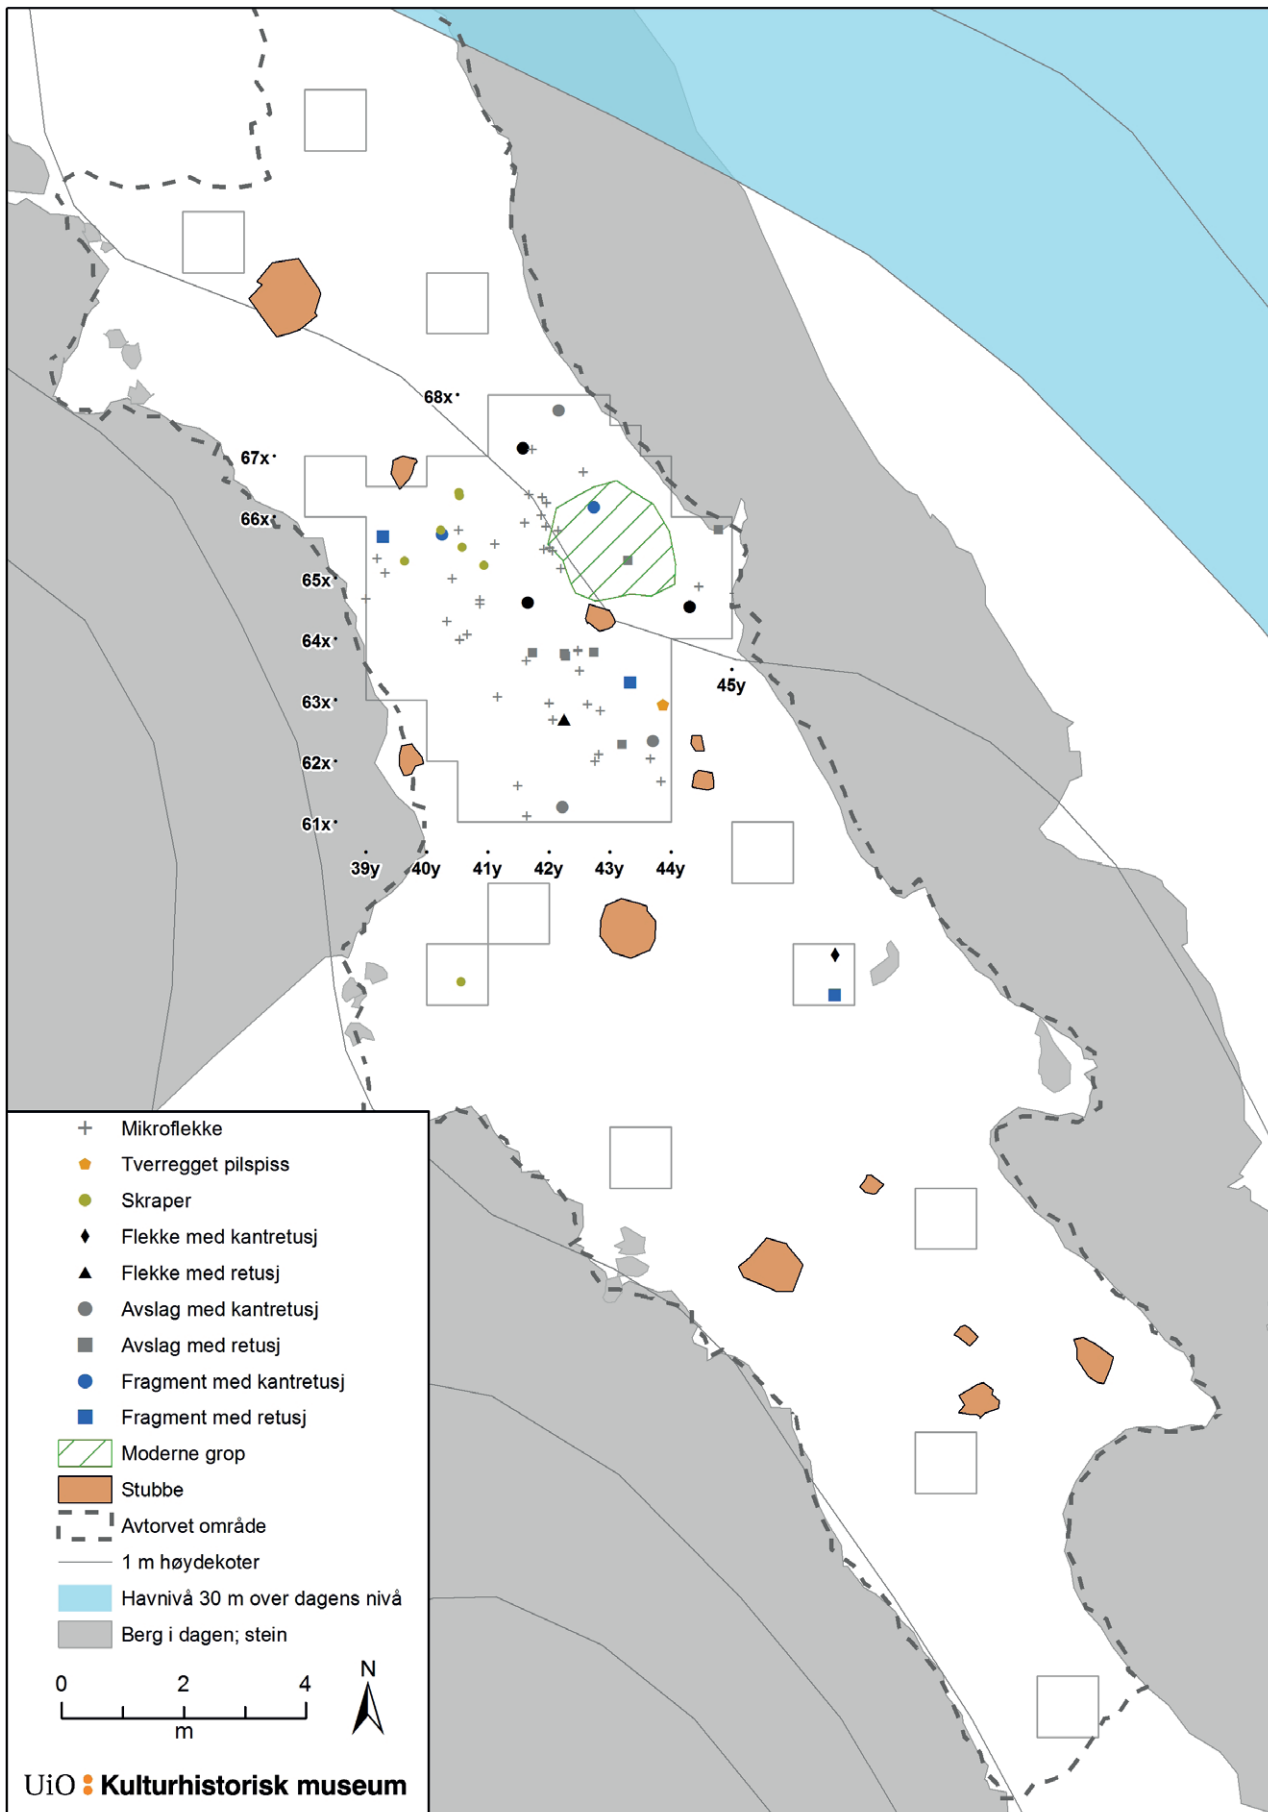 68x
67x
66x
65x
64x
63x
62x
61x
45y
39y 40y 41y 42y 43y 44y
Mikroflekke
Tverregget pilspiss
Skraper
Flekke med kantretusj
Flekke med retusj
Avslag med kantretusj
Avslag med retusj
Fragment med kantretusj
Fragment med retusj
Moderne grop
Stubbe
Avtorvet område
1 m høydekoter
Havnivå 30 m over dagens nivå
Berg i dagen; stein
0 2 4
m
N
UiO Kulturhistorisk museum